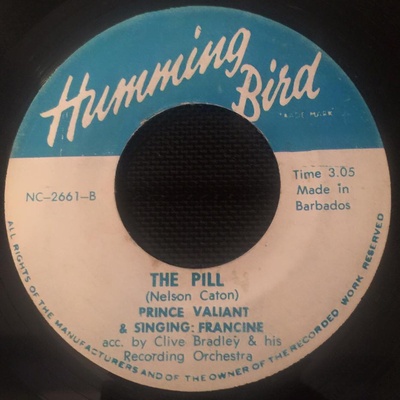 Humming
Bird
TRADE MARK
NC-2661-B
Time 3.05
Made in
Barbados
THE PILL
(Nelson Caton)
PRINCE VALIANT
& SINGING: FRANCINE
acc. by Clive Bradley & his
Recording Orchestra
ALL RIGHTS OF THE MANUFACTURERS AND OF THE OWNER OF THE RECORDED WORK RESERVED